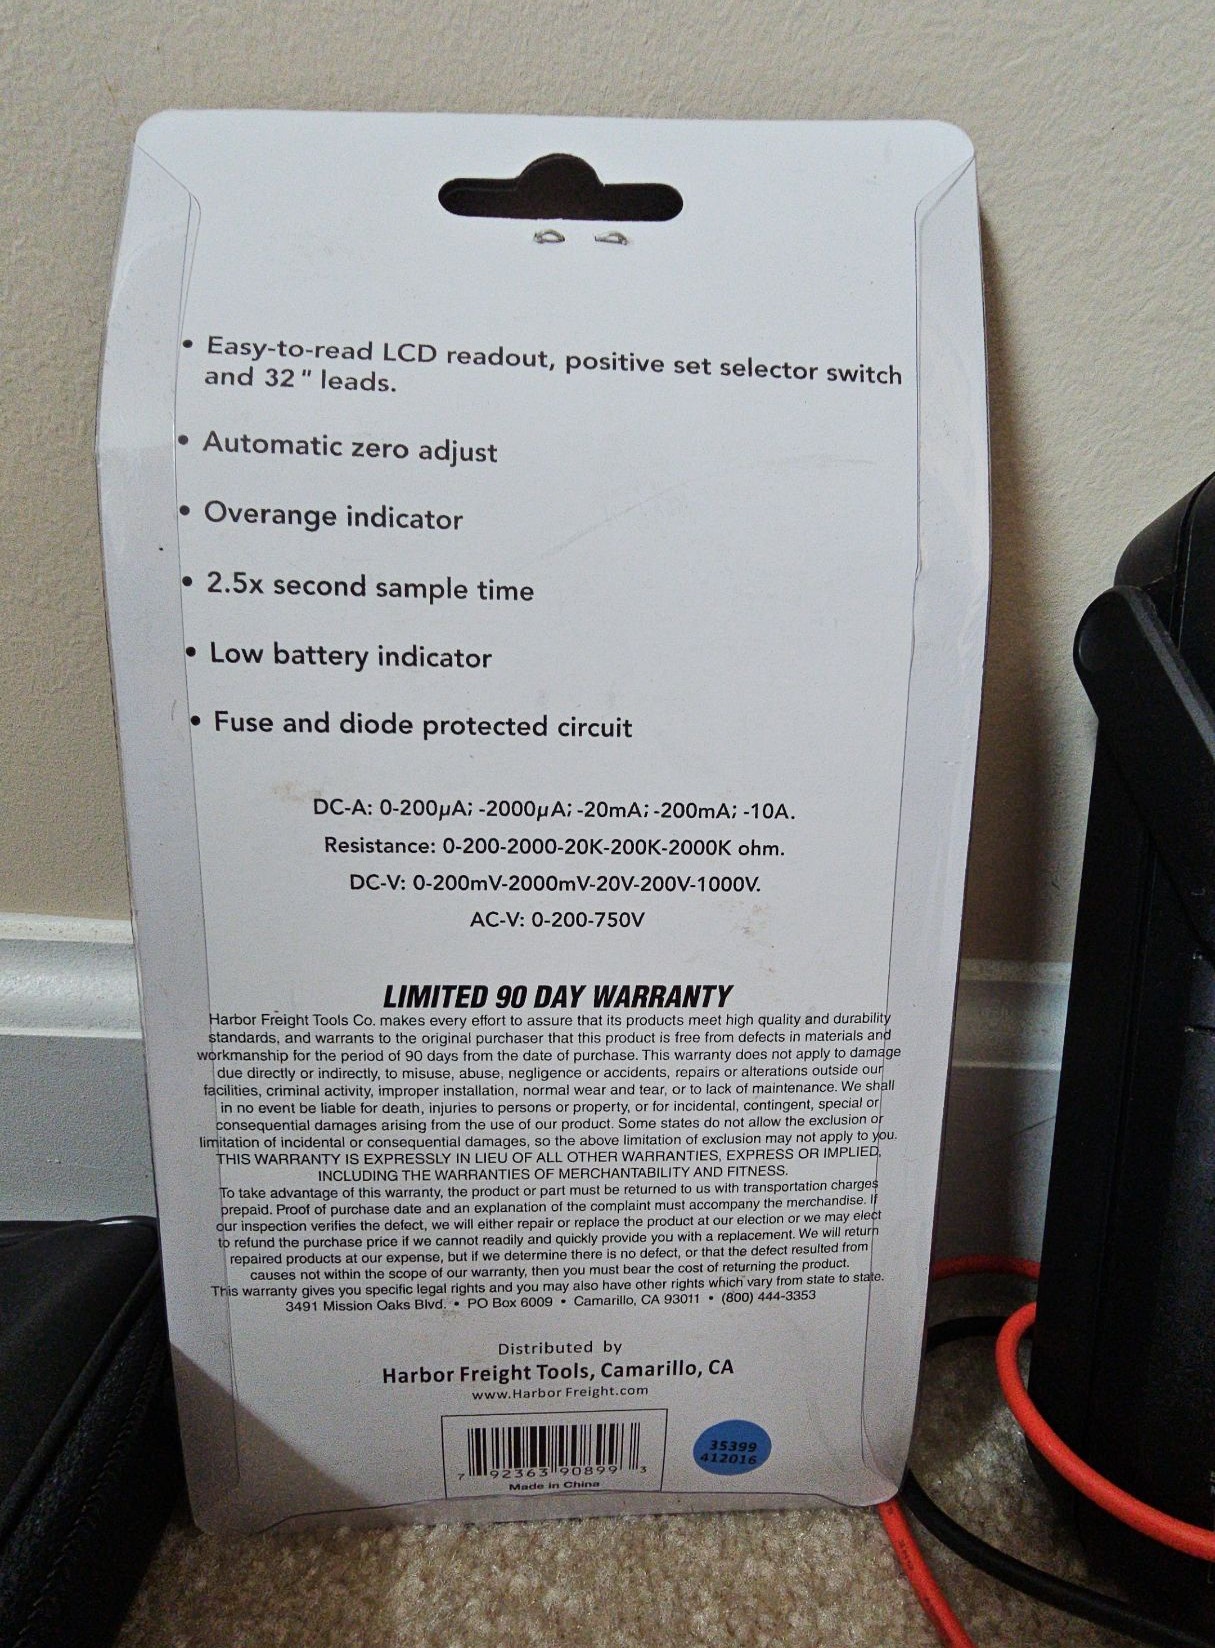 • Easy-to-read LCD readout, positive set selector switch
and 32 " leads.
• Automatic zero adjust
• Overange indicator
• 2.5x second sample time
• Low battery indicator
• Fuse and diode protected circuit
DC-A: 0-200µA; -2000µA; -20mA; -200mA; -10A.
Resistance: 0-200-2000-20K-200K-2000K ohm.
DC-V: 0-200mV-2000mV-20V-200V-1000V.
AC-V: 0-200-750V
LIMITED 90 DAY WARRANTY
Harbor Freight Tools Co. makes every effort to assure that its products meet high quality and durability
standards, and warrants to the original purchaser that this product is free from defects in materials and
workmanship for the period of 90 days from the date of purchase. This warranty does not apply to damage
due directly or indirectly, to misuse, abuse, negligence or accidents, repairs or alterations outside our
facilities, criminal activity, improper installation, normal wear and tear, or to lack of maintenance. We shall
in no event be liable for death, injuries to persons or property, or for incidental, contingent, special or
consequential damages arising from the use of our product. Some states do not allow the exclusion or
limitation of incidental or consequential damages, so the above limitation of exclusion may not apply to you.
THIS WARRANTY IS EXPRESSLY IN LIEU OF ALL OTHER WARRANTIES, EXPRESS OR IMPLIED,
INCLUDING THE WARRANTIES OF MERCHANTABILITY AND FITNESS.
To take advantage of this warranty, the product or part must be returned to us with transportation charges
prepaid. Proof of purchase date and an explanation of the complaint must accompany the merchandise. If
our inspection verifies the defect, we will either repair or replace the product at our election or we may elect
to refund the purchase price if we cannot readily and quickly provide you with a replacement. We will return
repaired products at our expense, but if we determine there is no defect, or that the defect resulted from
causes not within the scope of our warranty, then you must bear the cost of returning the product.
This warranty gives you specific legal rights and you may also have other rights which vary from state to state.
3491 Mission Oaks Blvd. • PO Box 6009 • Camarillo, CA 93011 • (800) 444-3353
Distributed by
Harbor Freight Tools, Camarillo, CA
www.Harbor Freight.com
7 92363 90899 3
Made in China
35399
412016